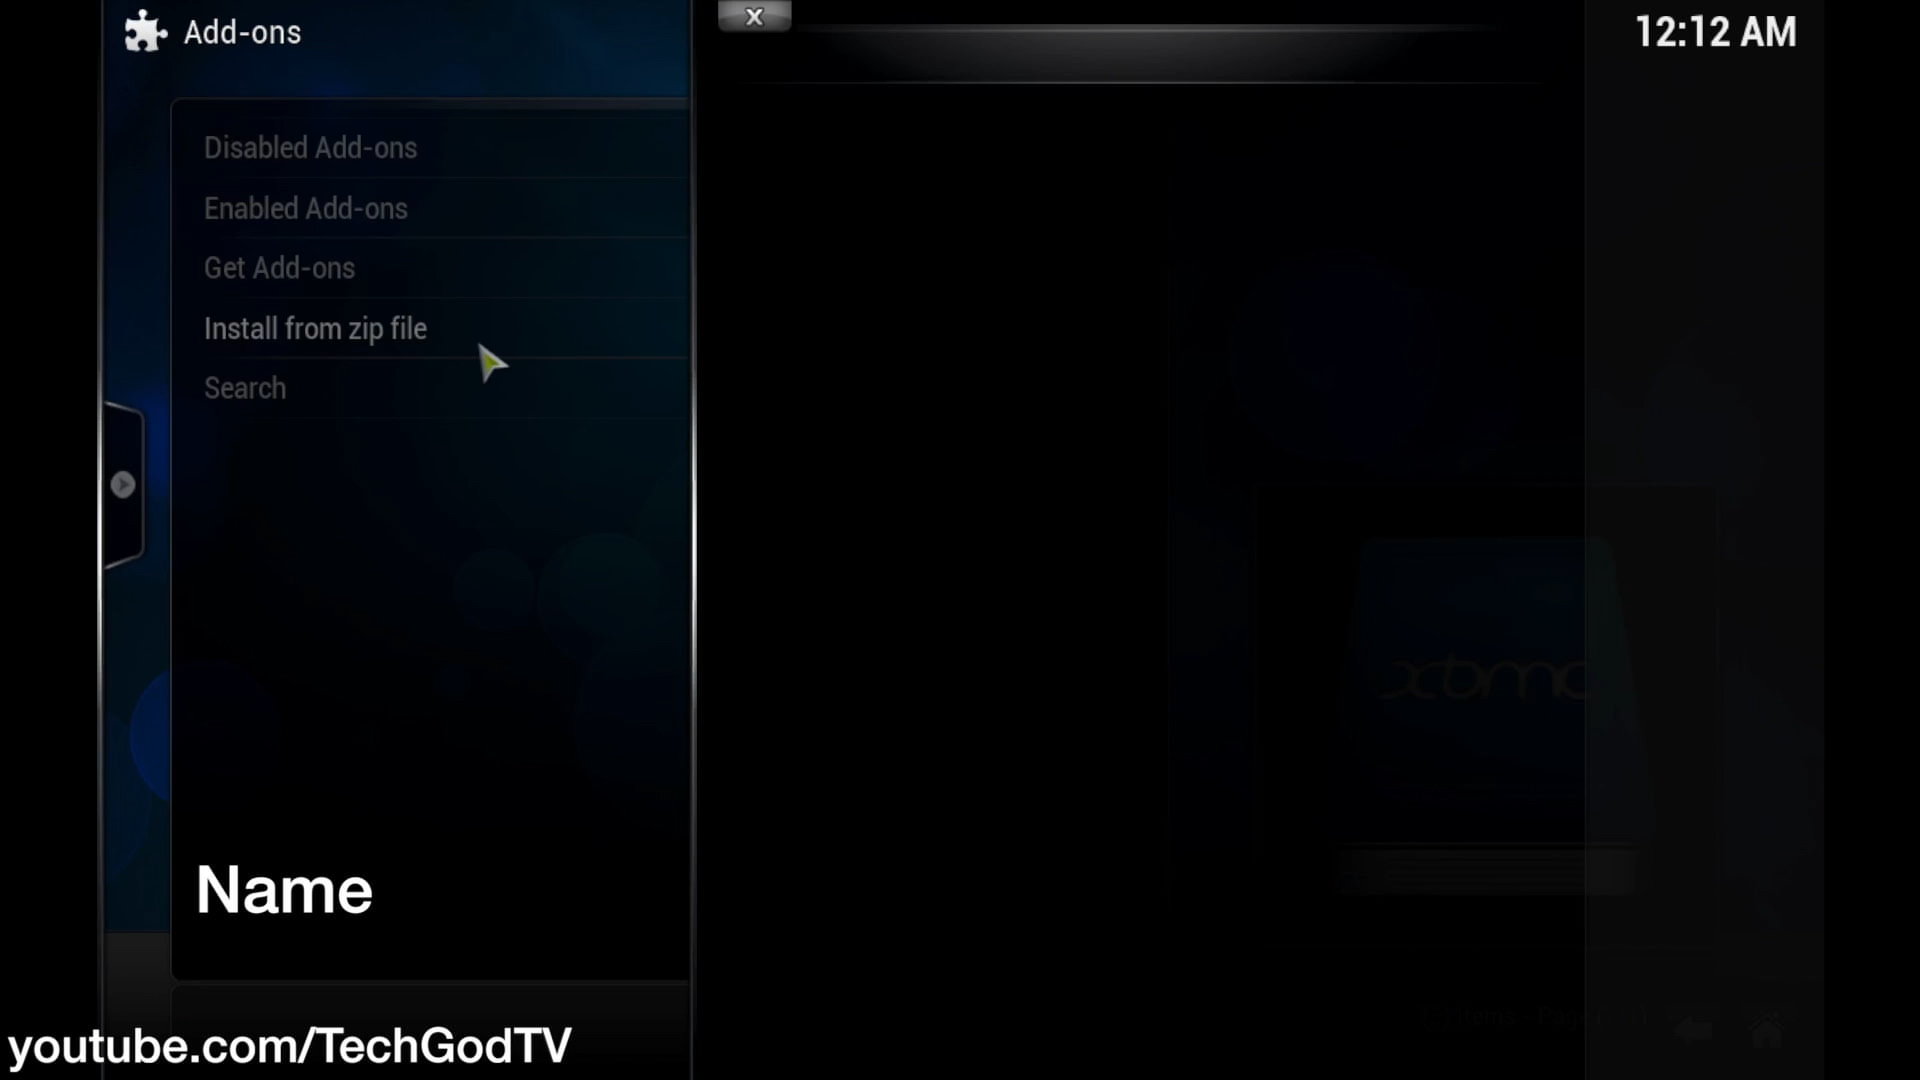 Add-ons
X
12:12 AM
Disabled Add-ons
Enabled Add-ons
Get Add-ons
Install from zip file
Search
xbmc
Name
youtube.com/TechGodTV